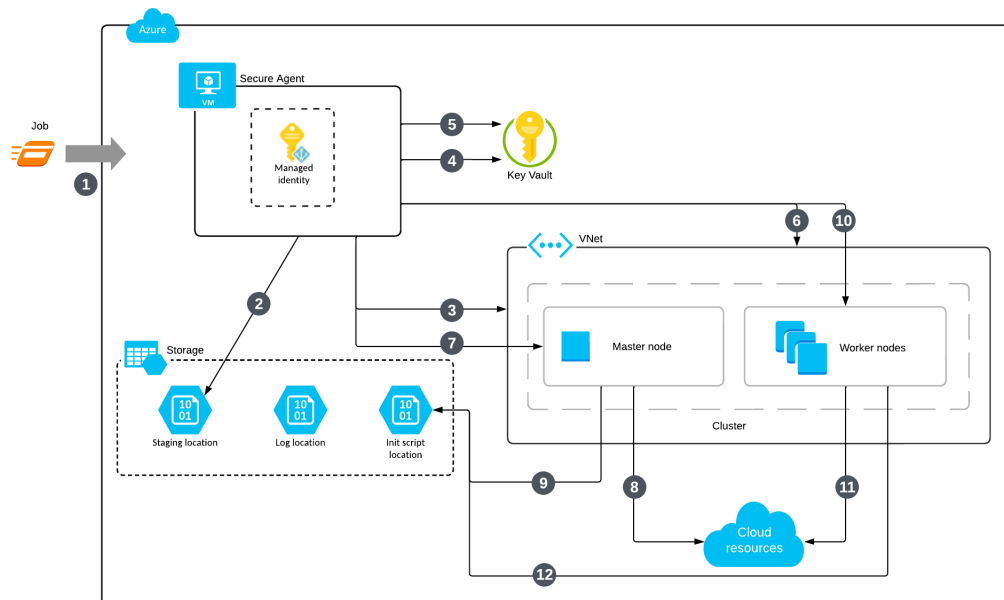 Azure
Secure Agent
VM
Job
5
Managed
identity
4
Key Vault
1
6
10
VNet
2
3
7
Master node
Worker nodes
Storage
10
01
10
01
10
01
Staging location
Log location
Init script
location
Cluster
9
8
11
Cloud
resources
12